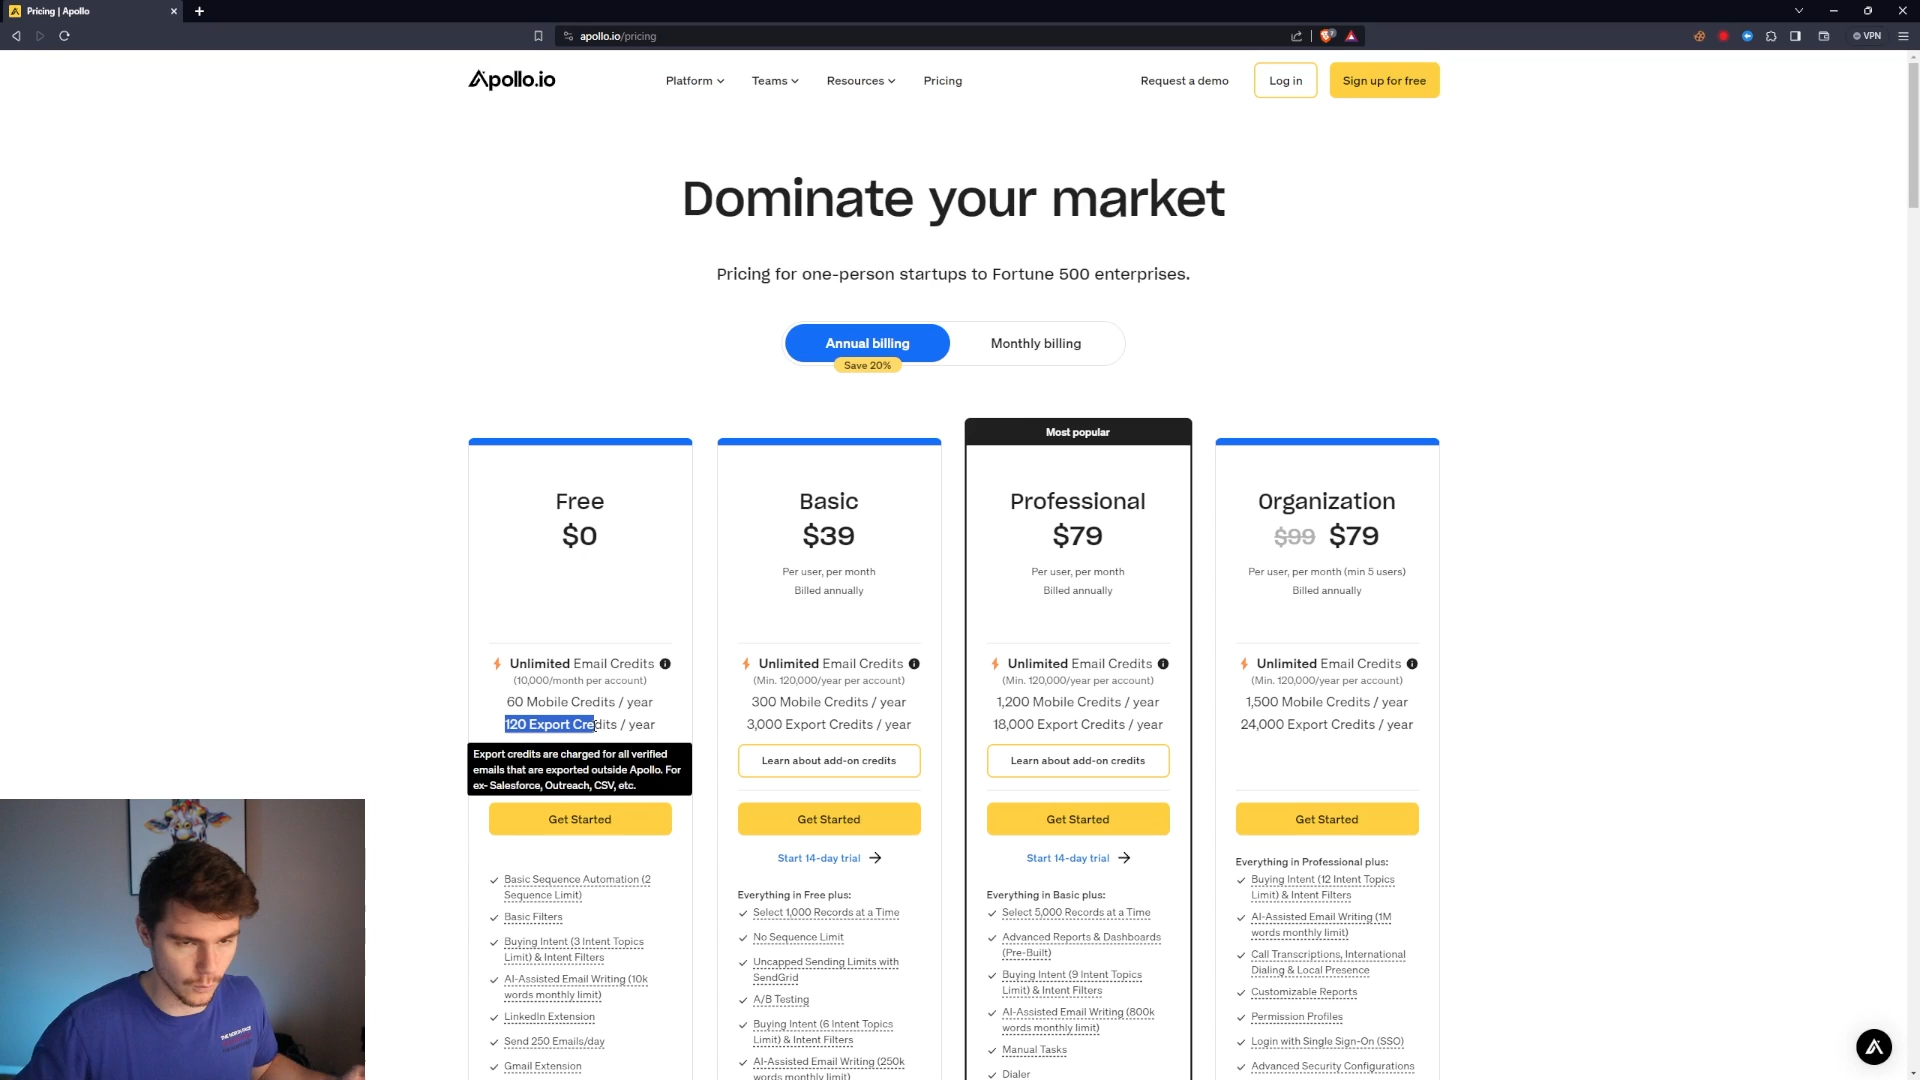 Pricing | Apollo
apollo.io/pricing
VPN
Apollo.io
Platform
Teams
Resources
Pricing
Request a demo
Log in
Sign up for free
Dominate your market
Pricing for one-person startups to Fortune 500 enterprises.
Annual billing
Monthly billing
Save 20%
Free
$0
Unlimited Email Credits
(10,000/month per account)
60 Mobile Credits / year
120 Export Credits / year
Export credits are charged for all verified
emails that are exported outside Apollo. For
ex- Salesforce, Outreach, CSV, etc.
Get Started
Basic Sequence Automation (2
Sequence Limit)
Basic Filters
Buying Intent (3 Intent Topics
Limit) & Intent Filters
AI-Assisted Email Writing (10k
words monthly limit)
LinkedIn Extension
Send 250 Emails/day
Gmail Extension
Basic
$39
Per user, per month
Billed annually
Unlimited Email Credits
(Min. 120,000/year per account)
300 Mobile Credits / year
3,000 Export Credits / year
Learn about add-on credits
Get Started
Start 14-day trial
Everything in Free plus:
Select 1,000 Records at a Time
No Sequence Limit
Uncapped Sending Limits with
SendGrid
A/B Testing
Buying Intent (6 Intent Topics
Limit) & Intent Filters
AI-Assisted Email Writing (250k
words monthly limit)
Most popular
Professional
$79
Per user, per month
Billed annually
Unlimited Email Credits
(Min. 120,000/year per account)
1,200 Mobile Credits / year
18,000 Export Credits / year
Learn about add-on credits
Get Started
Start 14-day trial
Everything in Basic plus:
Select 5,000 Records at a Time
Advanced Reports & Dashboards
(Pre-Built)
Buying Intent (9 Intent Topics
Limit) & Intent Filters
AI-Assisted Email Writing (800k
words monthly limit)
Manual Tasks
Dialer
Organization
$99 $79
Per user, per month (min 5 users)
Billed annually
Unlimited Email Credits
(Min. 120,000/year per account)
1,500 Mobile Credits / year
24,000 Export Credits / year
Get Started
Everything in Professional plus:
Buying Intent (12 Intent Topics
Limit) & Intent Filters
AI-Assisted Email Writing (1M
words monthly limit)
Call Transcriptions, International
Dialing & Local Presence
Customizable Reports
Permission Profiles
Login with Single Sign-On (SSO)
Advanced Security Configurations
THE NORTH FACE